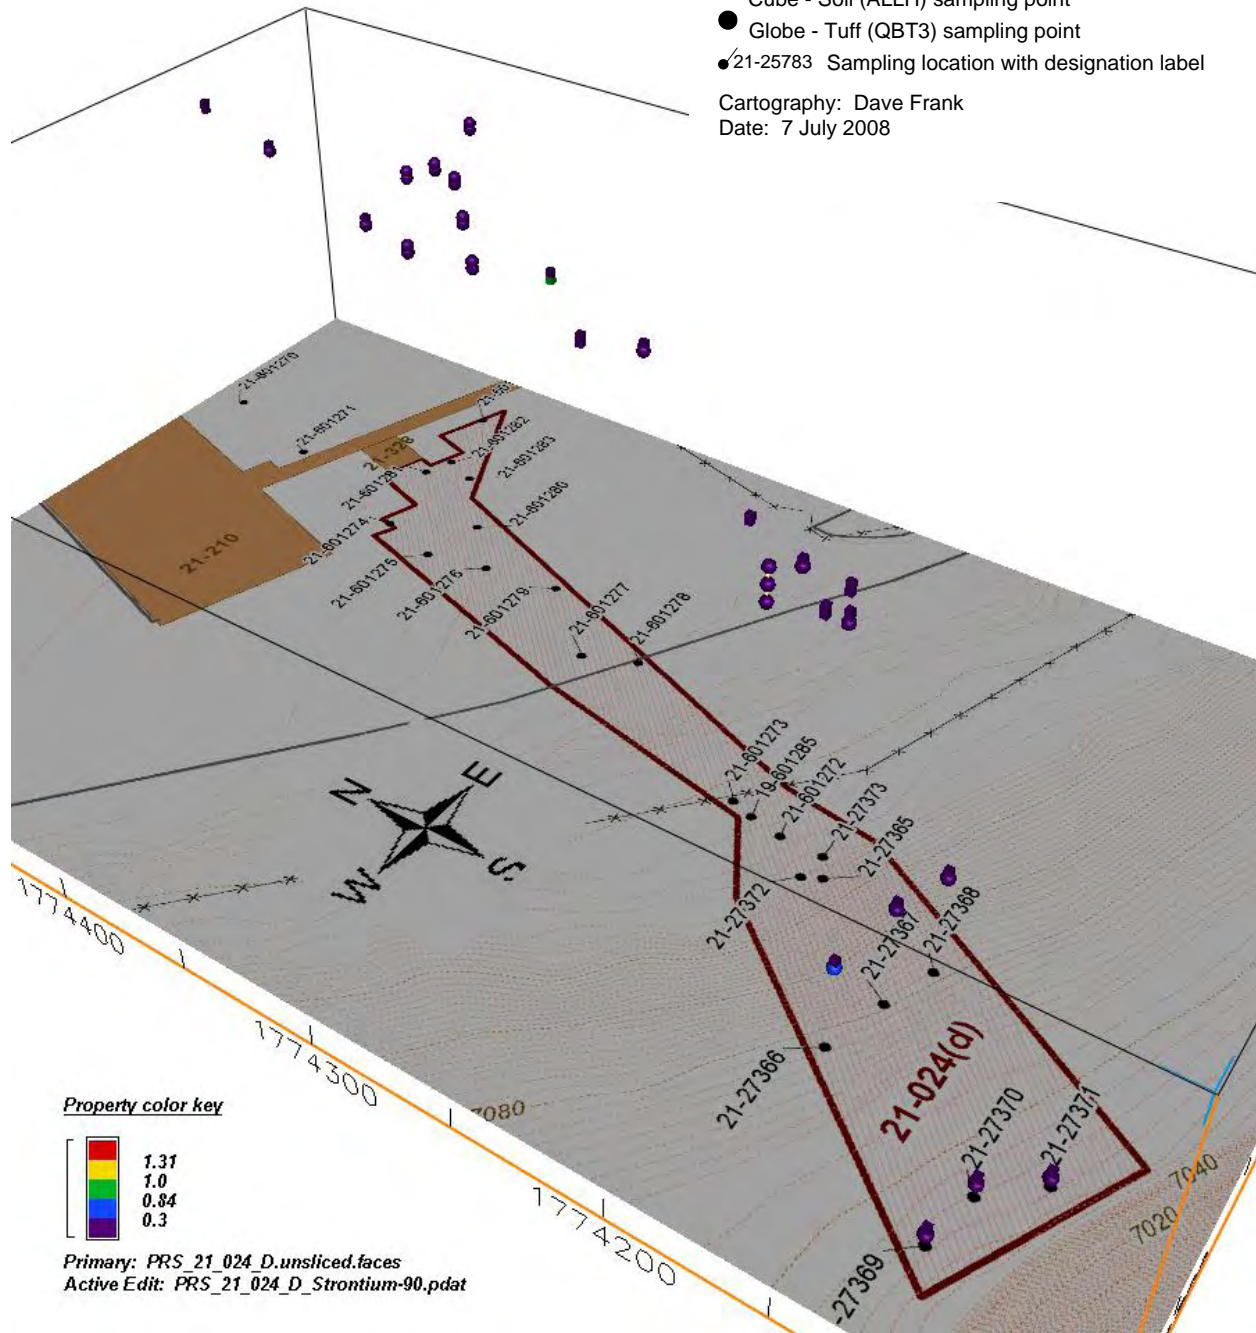 Cube - Soil (ALLH) sampling point
Globe - Tuff (QBT3) sampling point
21-25783 Sampling location with designation label
Cartography: Dave Frank
Date: 7 July 2008
21-601270
21-601271
21-328
21-601282
21-601283
21-601281
21-601280
21-601274
21-210
21-601275
21-601276
21-601279
21-601277
21-601278
21-601273
19-601285
21-601272
21-27373
21-27365
21-27372
21-27367
21-27368
N
E
W
S
1774400
1774300
1774200
21-27366
21-024(d)
21-27370
21-27371
-27369
7080
7040
7020
Property color key
1.31
1.0
0.84
0.3
Primary: PRS_21_024_D.unsliced.faces
Active Edit: PRS_21_024_D_Strontium-90.pdat